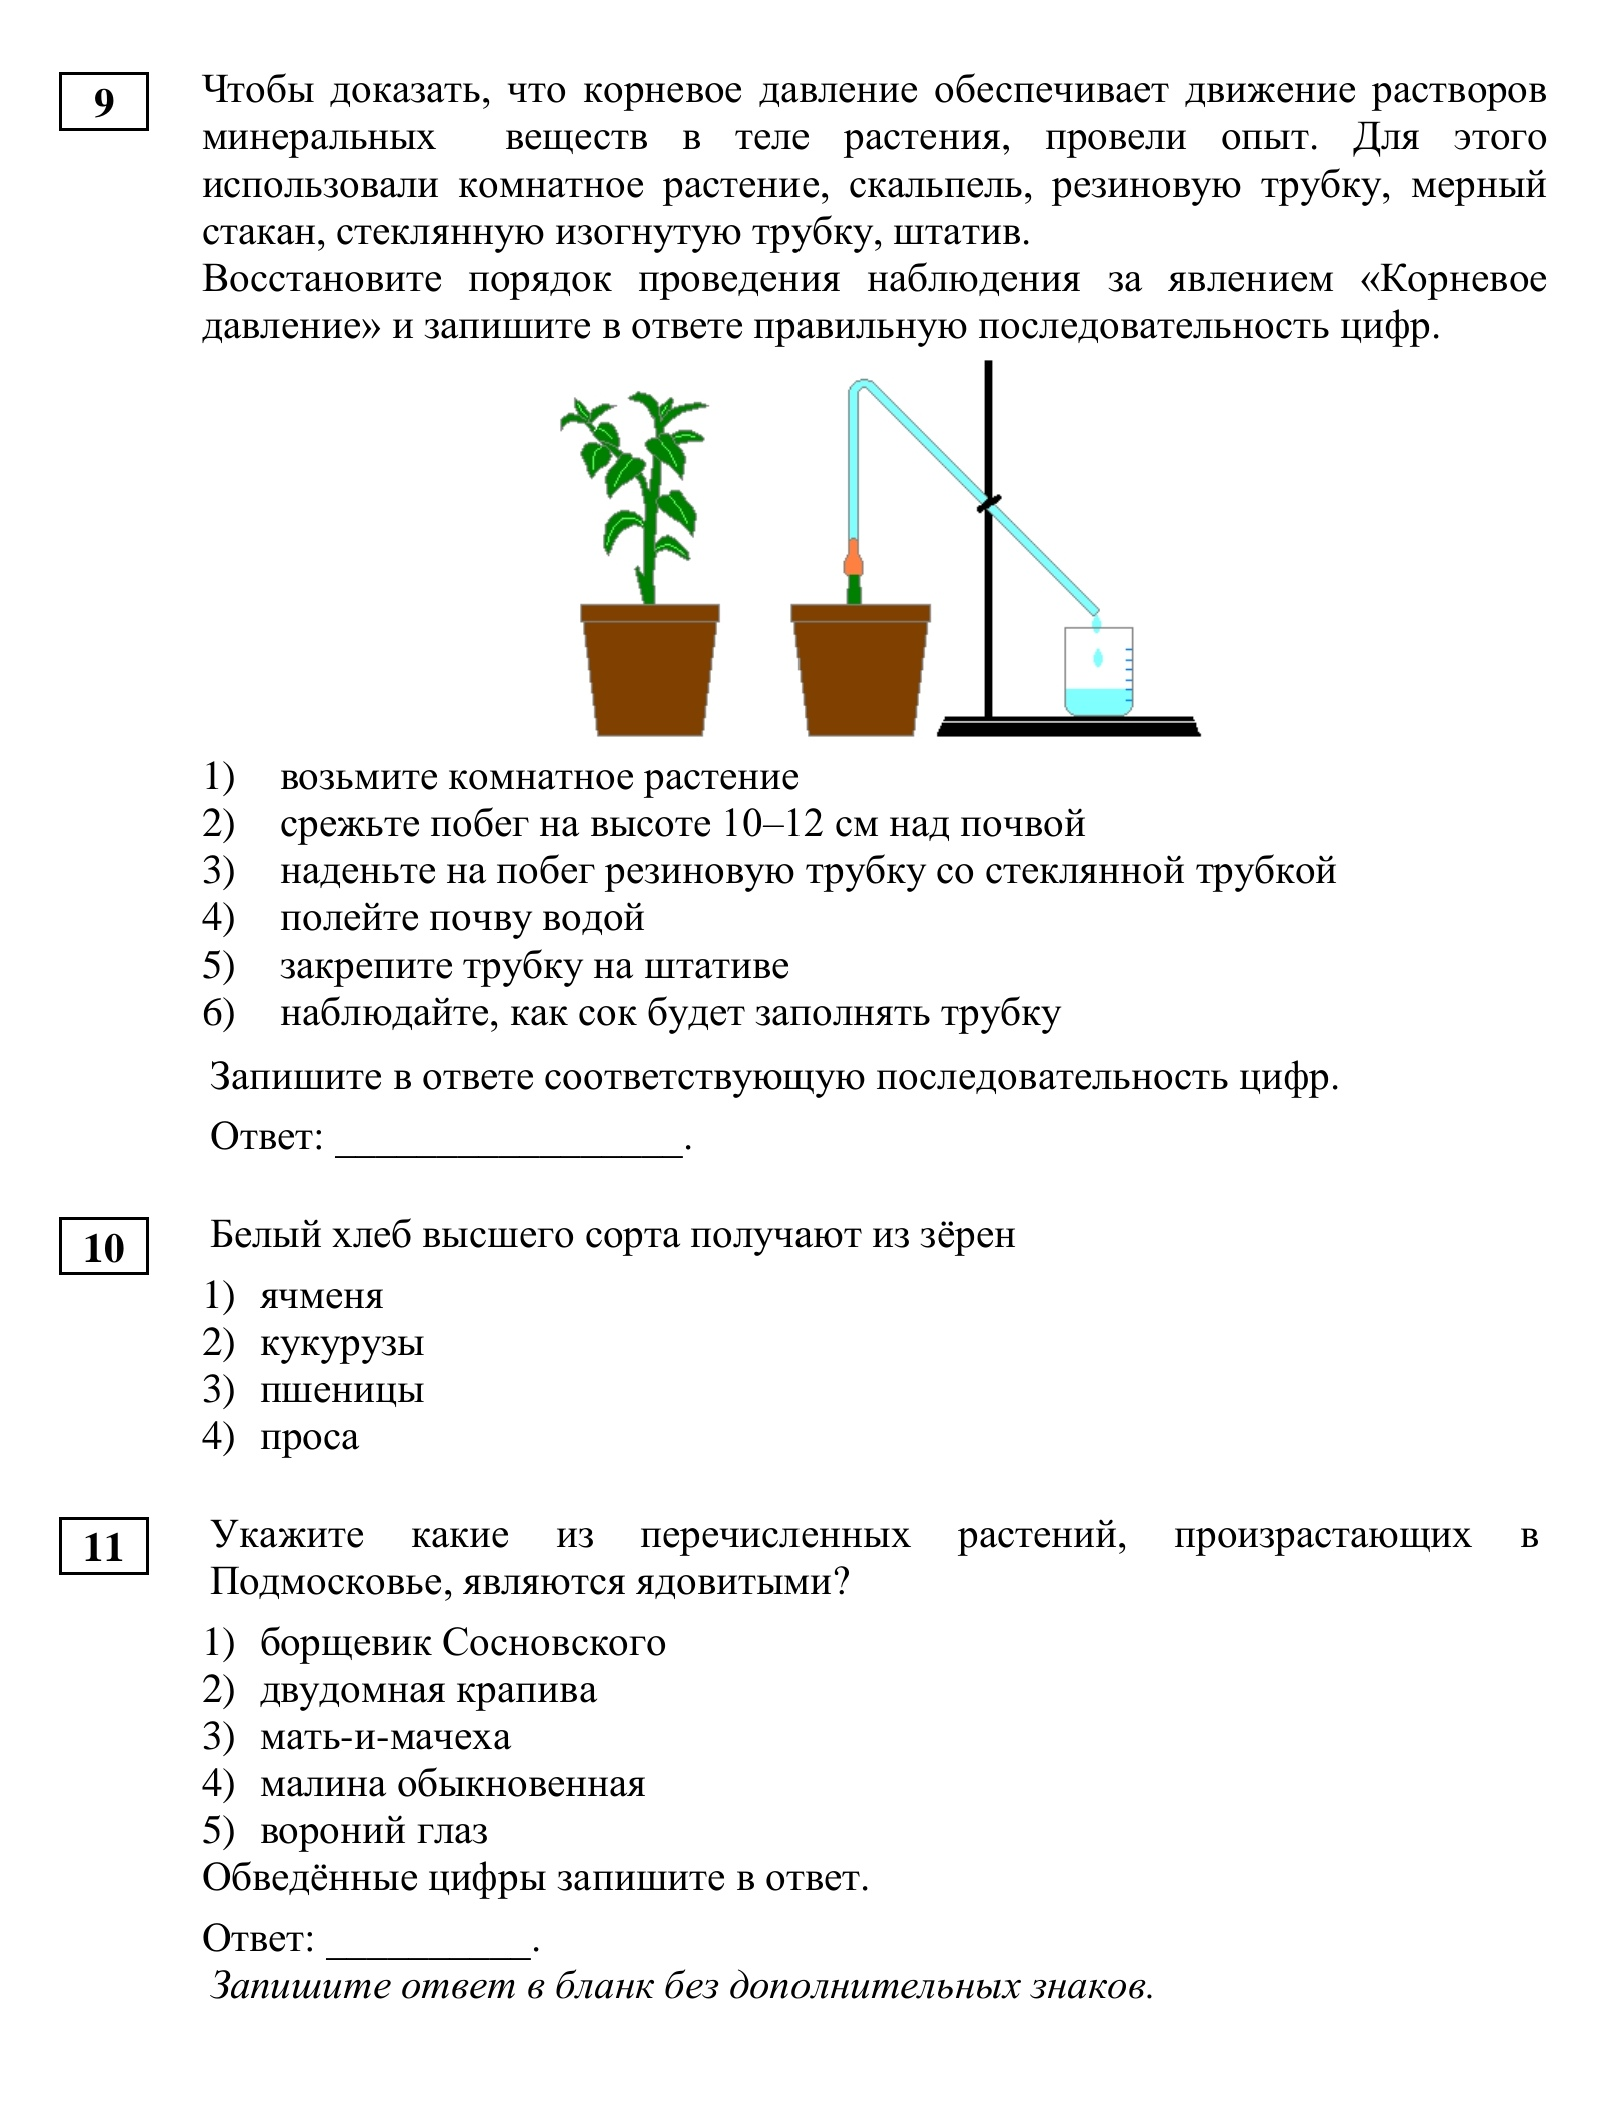 9
Чтобы доказать, что корневое давление обеспечивает движение растворов
минеральных веществ в теле растения, провели опыт. Для этого
использовали комнатное растение, скальпель, резиновую трубку, мерный
стакан, стеклянную изогнутую трубку, штатив.
Восстановите порядок проведения наблюдения за явлением «Корневое
давление» и запишите в ответе правильную последовательность цифр.
1) возьмите комнатное растение
2) срежьте побег на высоте 10–12 см над почвой
3) наденьте на побег резиновую трубку со стеклянной трубкой
4) полейте почву водой
5) закрепите трубку на штативе
6) наблюдайте, как сок будет заполнять трубку
Запишите в ответе соответствующую последовательность цифр.
Ответ: _________________.
10
Белый хлеб высшего сорта получают из зёрен
1) ячменя
2) кукурузы
3) пшеницы
4) проса
11
Укажите какие из перечисленных растений, произрастающих в
Подмосковье, являются ядовитыми?
1) борщевик Сосновского
2) двудомная крапива
3) мать-и-мачеха
4) малина обыкновенная
5) вороний глаз
Обведённые цифры запишите в ответ.
Ответ: __________.
Запишите ответ в бланк без дополнительных знаков.